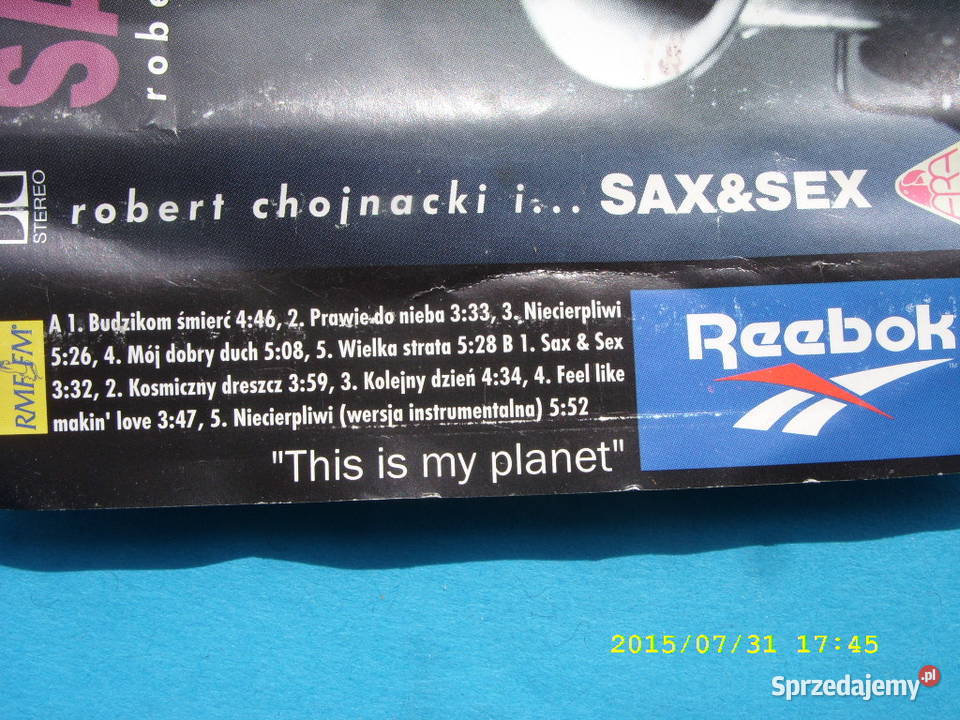 SA
robe
STEREO
robert chojnacki i... SAX&SEX
ARA
RMF FM
A 1. Budzikom śmierć 4:46, 2. Prawie do nieba 3:33, 3. Niecierpliwi
5:26, 4. Mój dobry duch 5:08, 5. Wielka strata 5:28 B 1. Sax & Sex
3:32, 2. Kosmiczny dreszcz 3:59, 3. Kolejny dzień 4:34, 4. Feel like
makin' love 3:47, 5. Niecierpliwi (wersja instrumentalna) 5:52
"This is my planet"
Reebok
TM
2015/07/31 17:45
Sprzedajemy.pl